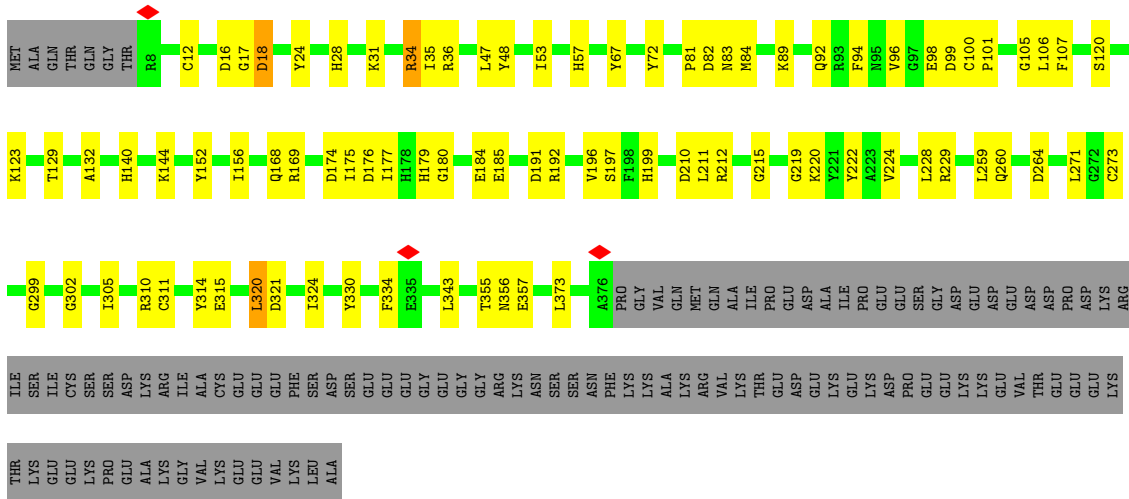 MET ALA GLN THR THR GLN GLY THR R8 C12 D16 G17 D18 Y24 H28 K31 R34 I35 R36 L47 Y48 I53 H57 Y67 Y72 P81 D82 N83 M84 K89 Q92 R93 F94 N95 V96 G97 E98 D99 C100 P101 G105 L106 F107 S120
K123 T129 A132 H140 K144 Y152 I156 Q168 R169 D174 I175 D176 I177 H178 H179 G180 E184 E185 D191 R192 V196 S197 F198 H199 D210 L211 R212 G215 G219 K220 Y221 Y222 A223 V224 L228 R229 L259 Q260 D264 L271 G272 C273
G299 G302 I305 R310 C311 Y314 E315 L320 D321 I324 Y330 F334 E335 L343 T355 N356 E357 L373 A376 PRO GLY VAL GLN MET GLN ALA ILE PRO GLU ASP ALA ILE PRO GLU GLU SER GLY ASP GLU ASP GLU ASP ASP PRO ASP LYS ARG
ILE SER ILE CYS SER SER ASP LYS ARG ILE ALA CYS GLU GLU GLU PHE SER ASP SER GLU GLU GLU GLY GLU GLY GLY ARG LYS ASN SER SER ASN PHE LYS LYS ALA LYS ARG VAL LYS THR GLU ASP GLU LYS GLU LYS ASP PRO GLU GLU LYS LYS GLU VAL THR GLU GLU GLU LYS
THR LYS GLU GLU LYS PRO GLU ALA LYS GLY VAL LYS GLU GLU VAL LYS LEU ALA